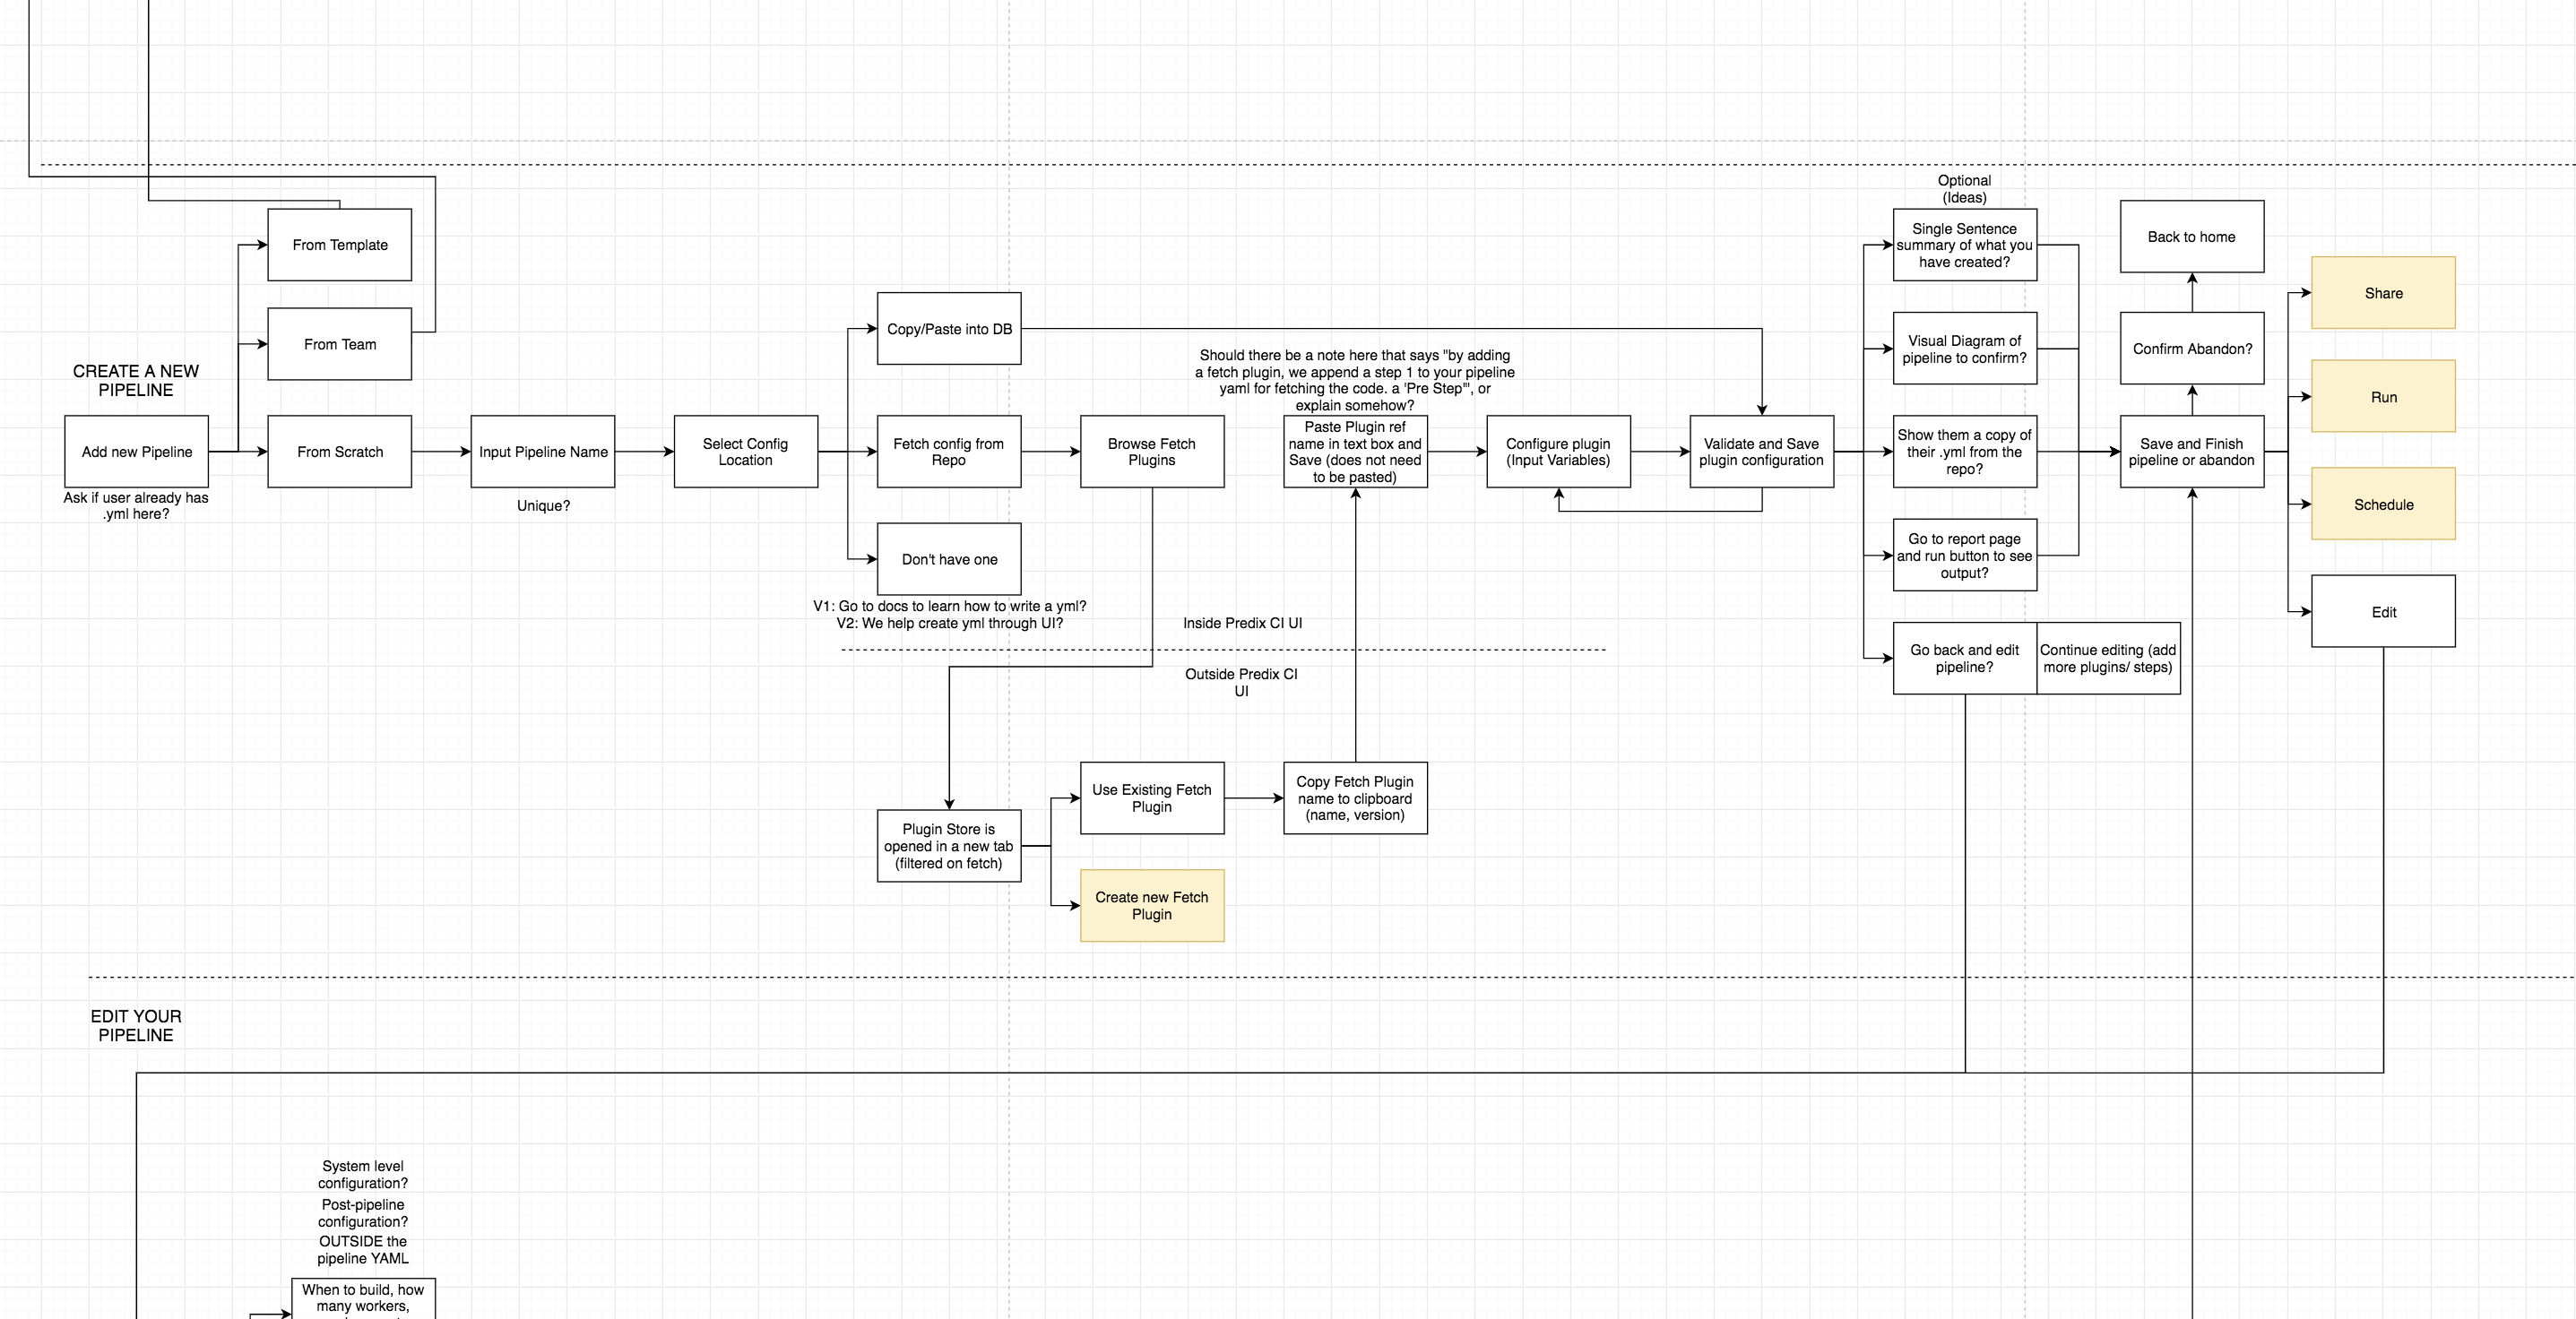 Optional
(Ideas)
From Template
Single Sentence
summary of what you
have created?
Back to home
Share
From Team
Copy/Paste into DB
Visual Diagram of
pipeline to confirm?
Confirm Abandon?
Run
CREATE A NEW
PIPELINE
Should there be a note here that says "by adding
a fetch plugin, we append a step 1 to your pipeline
yaml for fetching the code. a 'Pre Step'", or
explain somehow?
Add new Pipeline
From Scratch
Input Pipeline Name
Select Config
Location
Fetch config from
Repo
Browse Fetch
Plugins
Paste Plugin ref
name in text box and
Save (does not need
to be pasted)
Configure plugin
(Input Variables)
Validate and Save
plugin configuration
Show them a copy of
their .yml from the
repo?
Save and Finish
pipeline or abandon
Schedule
Ask if user already has
.yml here?
Unique?
Don't have one
Go to report page
and run button to see
output?
Edit
V1: Go to docs to learn how to write a yml?
V2: We help create yml through UI?
Inside Predix CI UI
Outside Predix CI
UI
Go back and edit
pipeline?
Continue editing (add
more plugins/ steps)
Plugin Store is
opened in a new tab
(filtered on fetch)
Use Existing Fetch
Plugin
Copy Fetch Plugin
name to clipboard
(name, version)
Create new Fetch
Plugin
EDIT YOUR
PIPELINE
System level
configuration?
Post-pipeline
configuration?
OUTSIDE the
pipeline YAML
When to build, how
many workers,